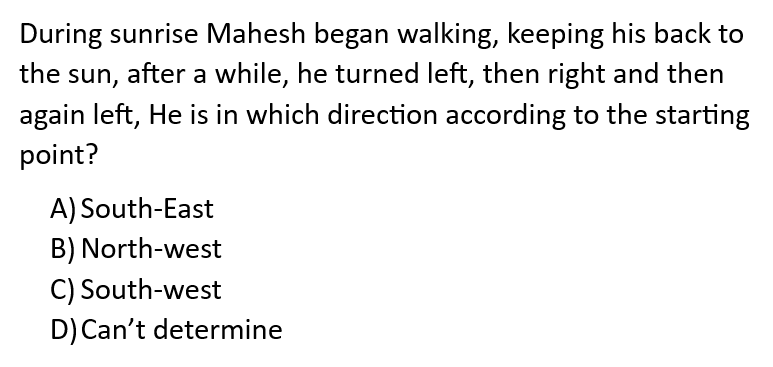 During sunrise Mahesh began walking, keeping his back to
the sun, after a while, he turned left, then right and then
again left, He is in which direction according to the starting
point?
A) South-East
B) North-west
C) South-west
D) Can’t determine